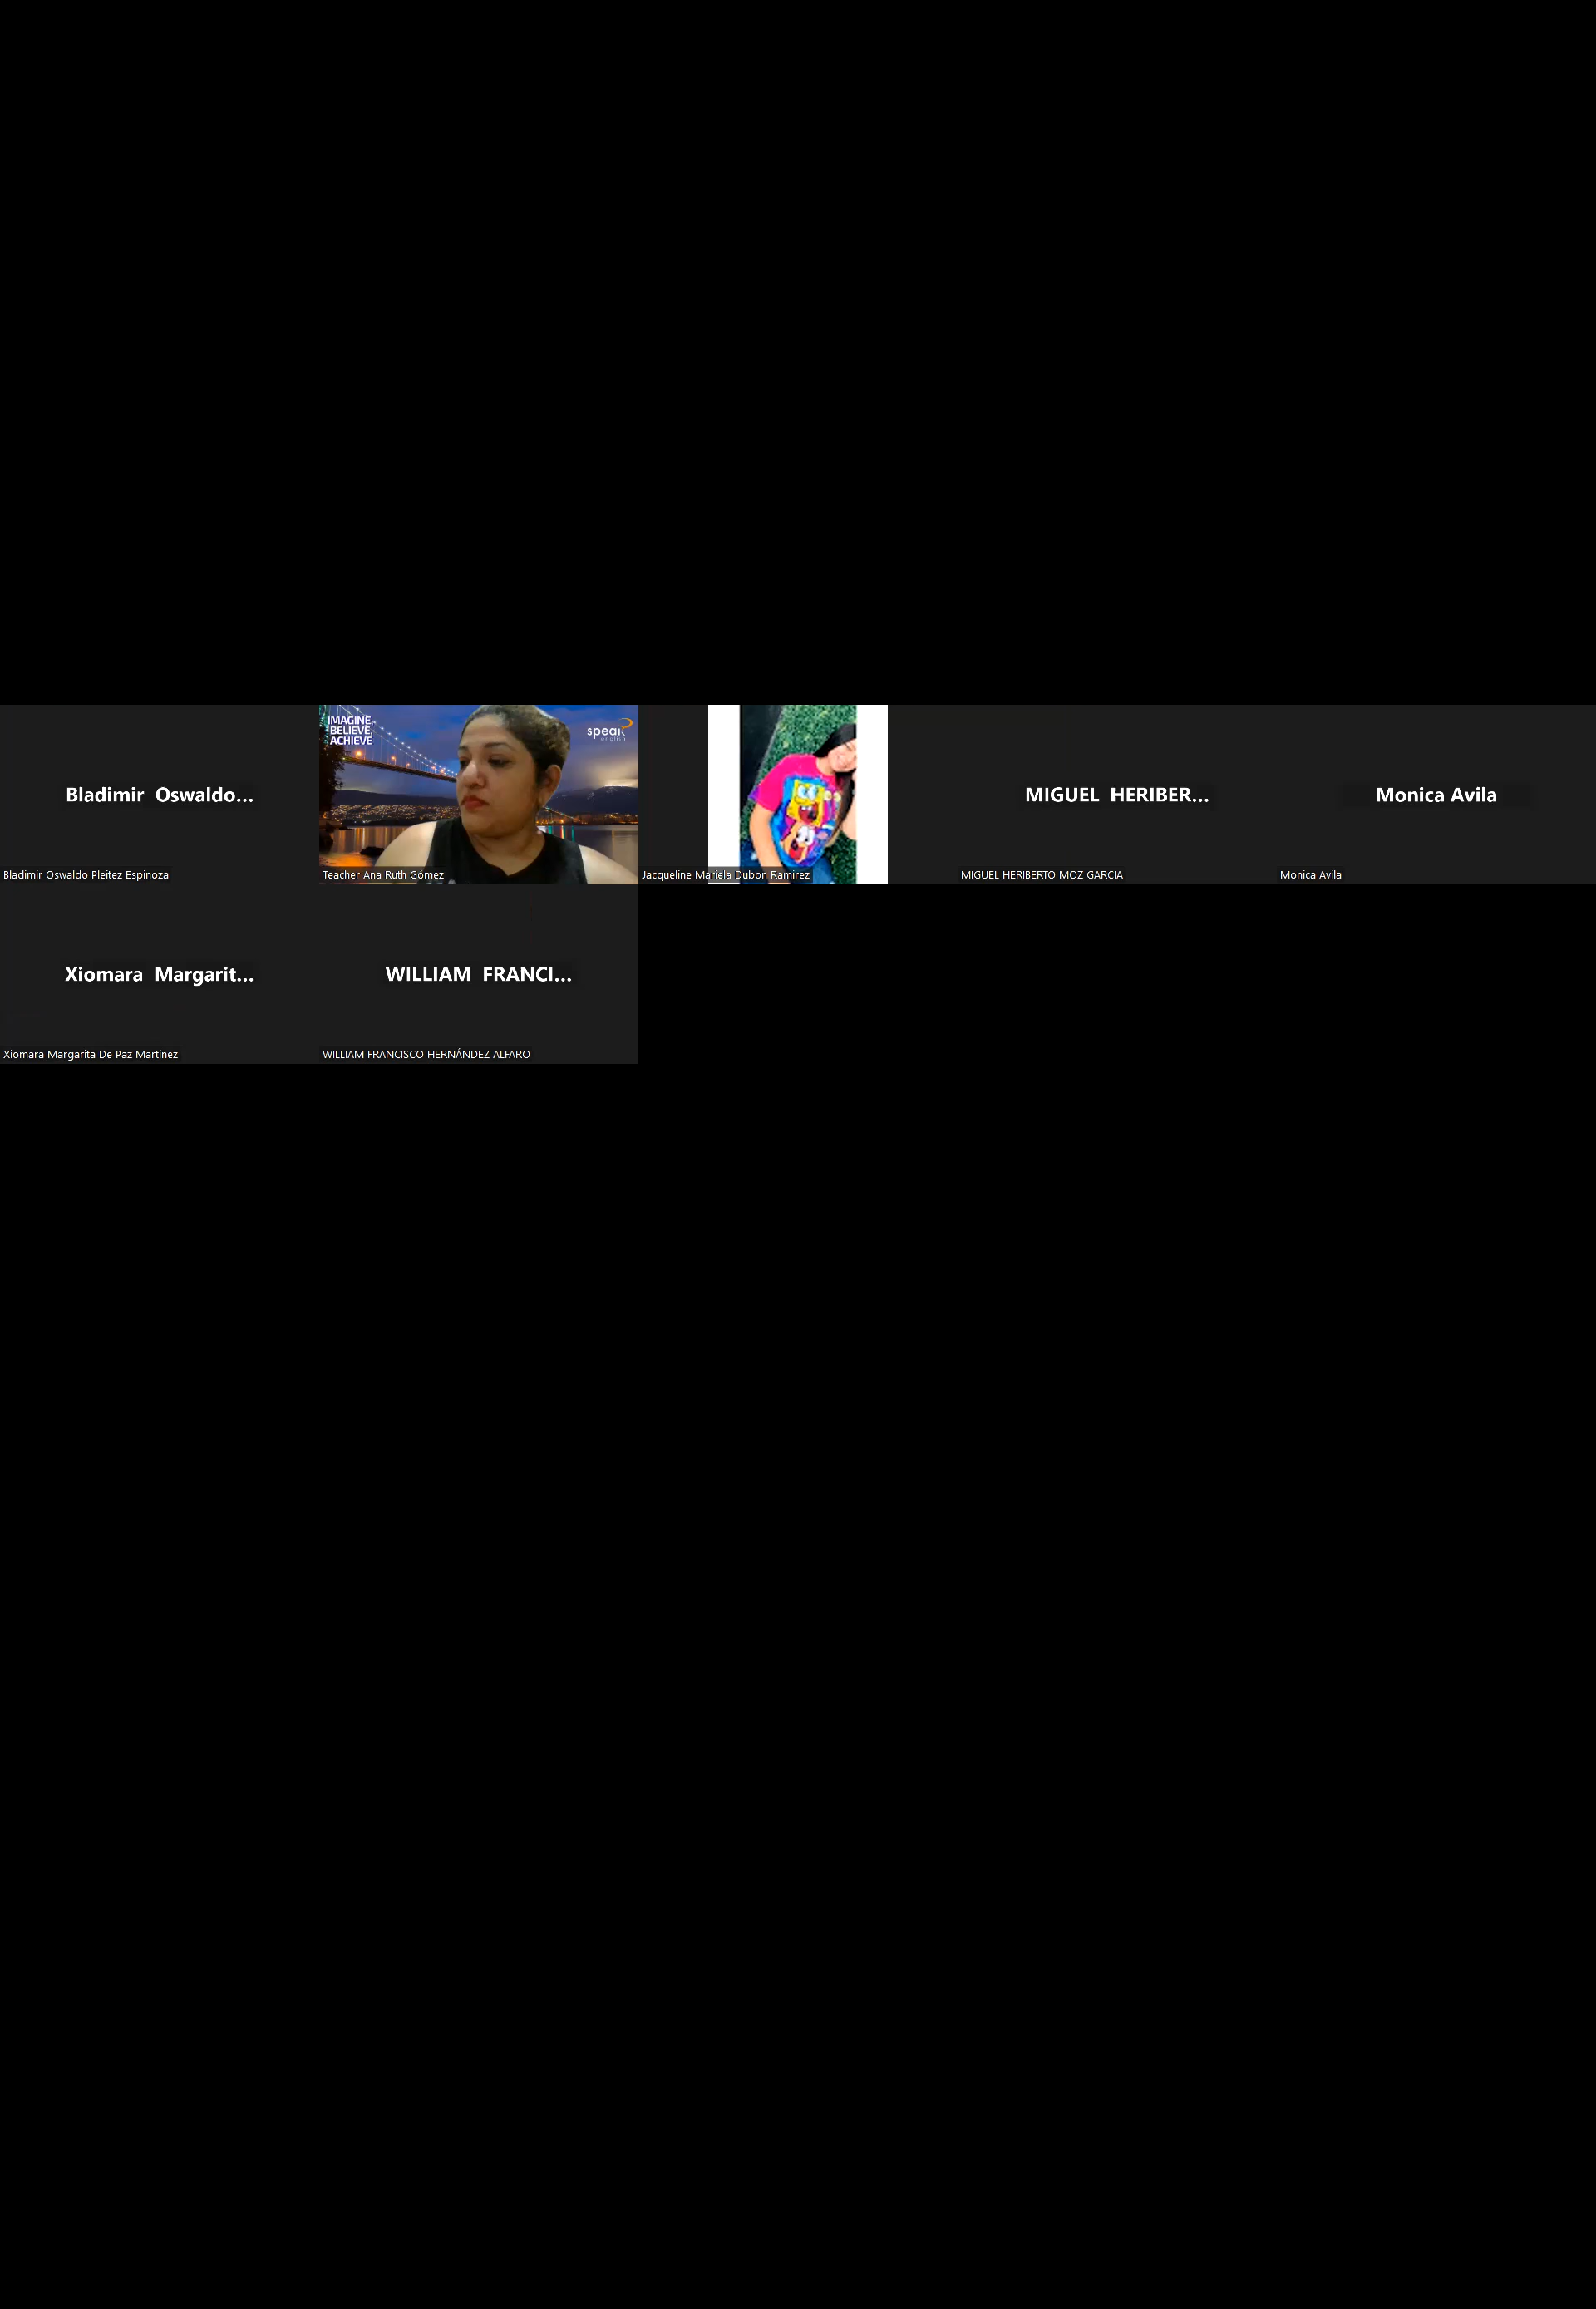 Bladimir Oswaldo...
Bladimir Oswaldo Pleitez Espinoza
IMAGINE,
BELIEVE,
ACHIEVE
speak
english
Teacher Ana Ruth Gómez
Jacqueline Mariela Dubon Ramirez
MIGUEL HERIBER...
MIGUEL HERIBERTO MOZ GARCIA
Monica Avila
Monica Avila
Xiomara Margarit...
Xiomara Margarita De Paz Martinez
WILLIAM FRANCI...
WILLIAM FRANCISCO HERNÁNDEZ ALFARO